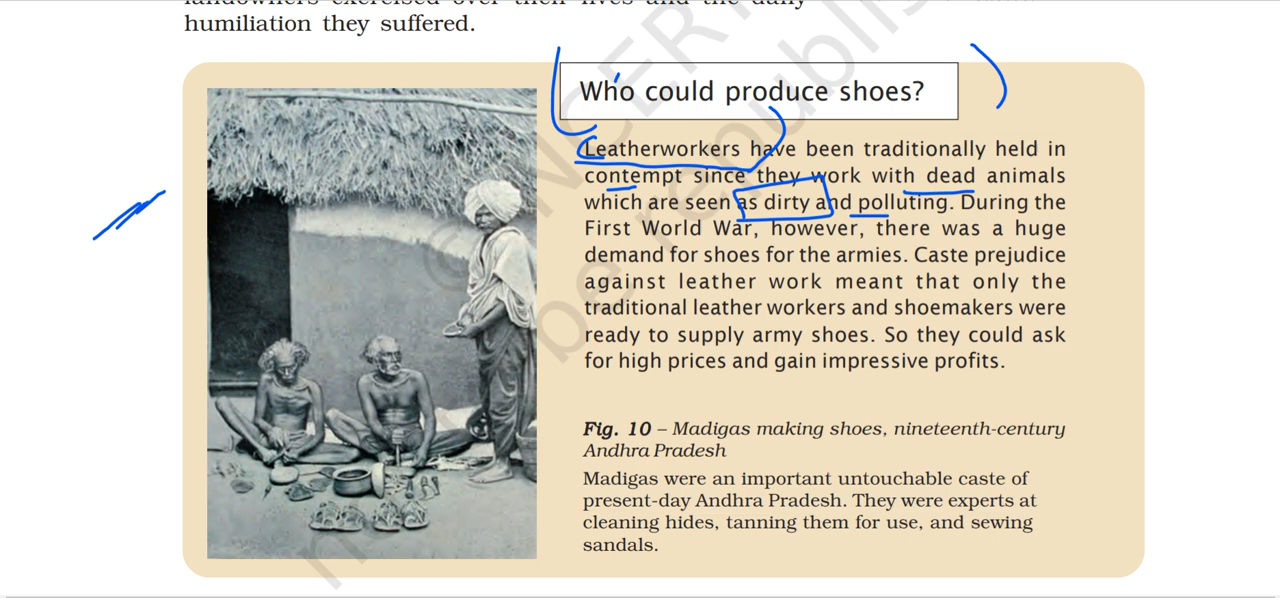 humiliation they suffered.
Who could produce shoes?
Leatherworkers have been traditionally held in
contempt since they work with dead animals
which are seen as dirty and polluting. During the
First World War, however, there was a huge
demand for shoes for the armies. Caste prejudice
against leather work meant that only the
traditional leather workers and shoemakers were
ready to supply army shoes. So they could ask
for high prices and gain impressive profits.
Fig. 10 – Madigas making shoes, nineteenth-century
Andhra Pradesh
Madigas were an important untouchable caste of
present-day Andhra Pradesh. They were experts at
cleaning hides, tanning them for use, and sewing
sandals.